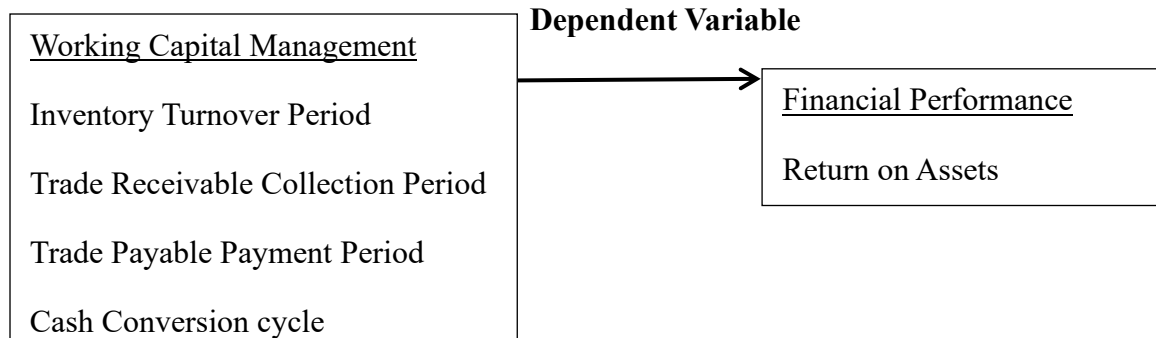 Dependent Variable
Working Capital Management
Inventory Turnover Period
Trade Receivable Collection Period
Trade Payable Payment Period
Cash Conversion cycle
Financial Performance
Return on Assets